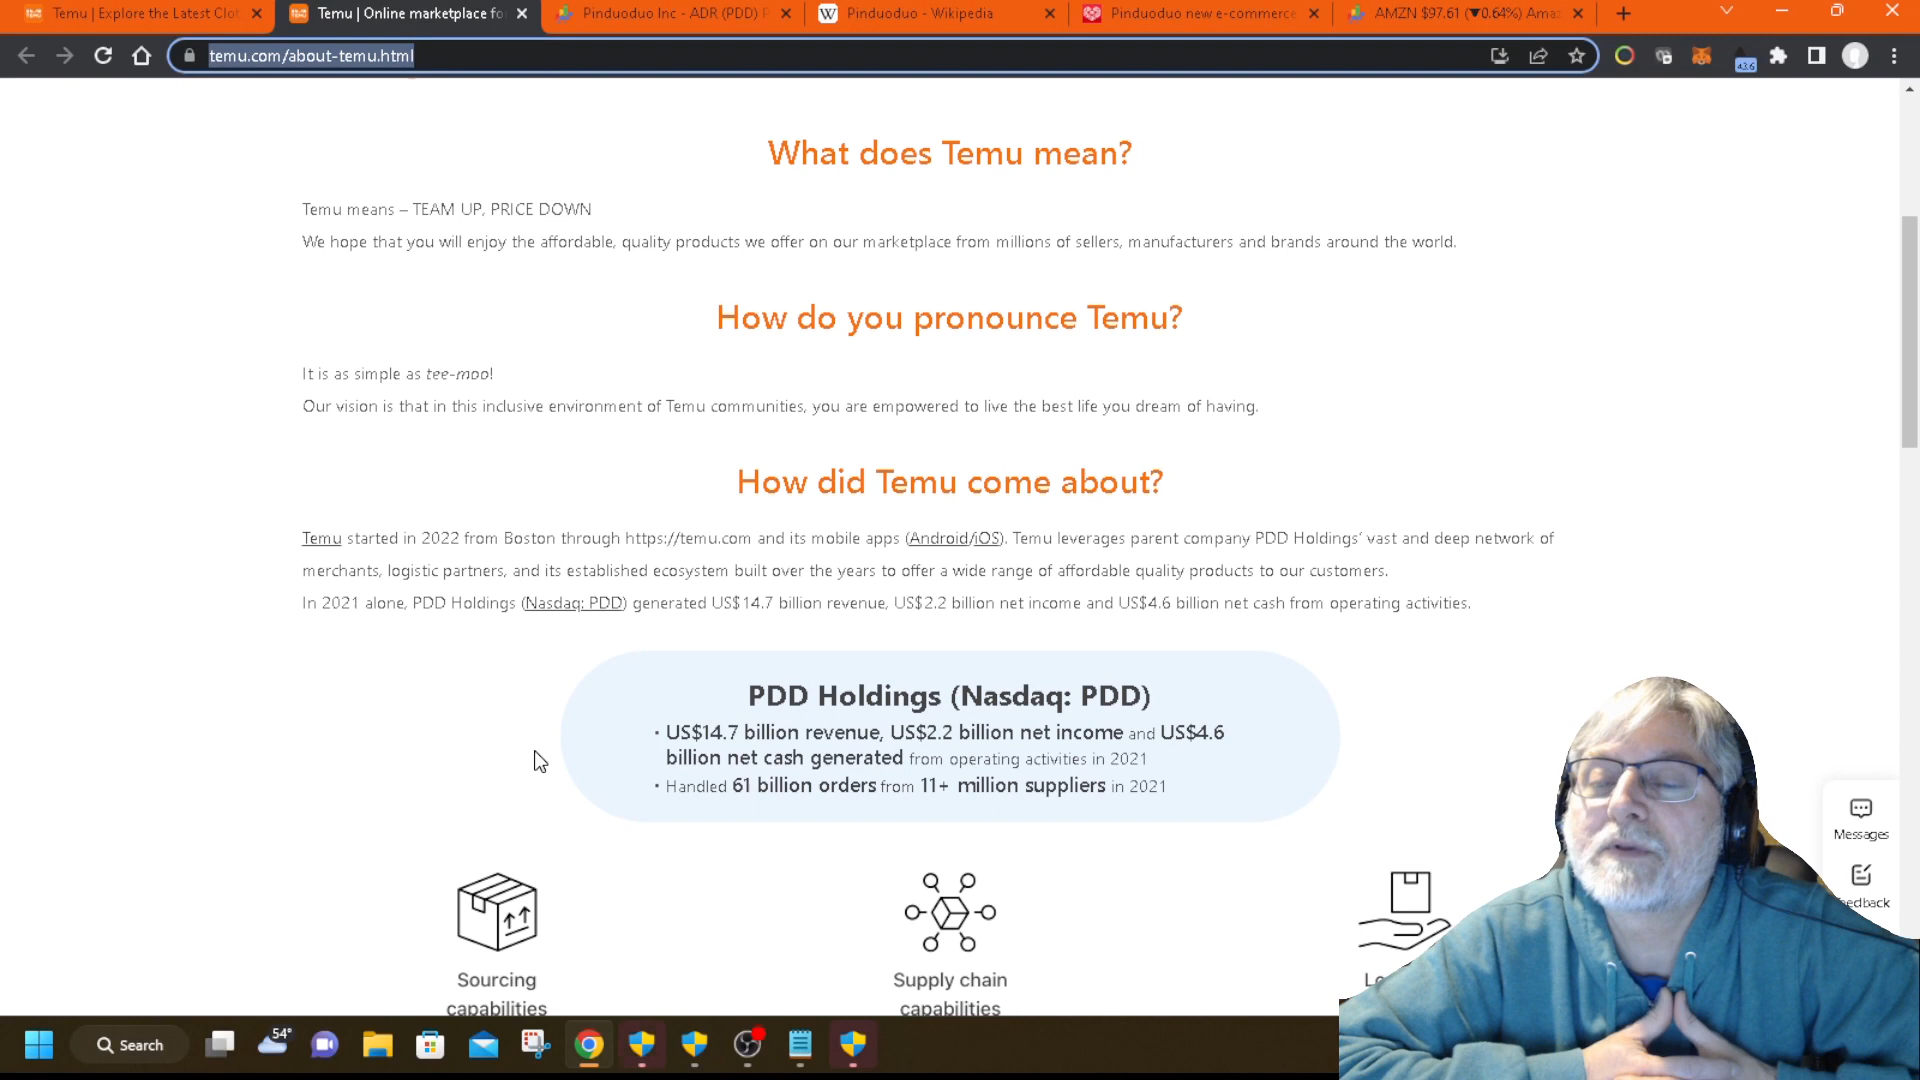 Temu | Explore the Latest Clot
Temu | Online marketplace fo
Pinduoduo Inc - ADR (PDD) P
Pinduoduo - Wikipedia
Pinduoduo new e-commerce
AMZN $97.61 (▼0.64%) Amaz
temu.com/about-temu.html
43.6
What does Temu mean?
Temu means – TEAM UP, PRICE DOWN
We hope that you will enjoy the affordable, quality products we offer on our marketplace from millions of sellers, manufacturers and brands around the world.
How do you pronounce Temu?
It is as simple as tee-moo!
Our vision is that in this inclusive environment of Temu communities, you are empowered to live the best life you dream of having.
How did Temu come about?
Temu started in 2022 from Boston through https://temu.com and its mobile apps (Android/iOS). Temu leverages parent company PDD Holdings’ vast and deep network of
merchants, logistic partners, and its established ecosystem built over the years to offer a wide range of affordable quality products to our customers.
In 2021 alone, PDD Holdings (Nasdaq: PDD) generated US$14.7 billion revenue, US$2.2 billion net income and US$4.6 billion net cash from operating activities.
PDD Holdings (Nasdaq: PDD)
• US$14.7 billion revenue, US$2.2 billion net income and US$4.6
billion net cash generated from operating activities in 2021
• Handled 61 billion orders from 11+ million suppliers in 2021
Messages
edback
Sourcing
capabilities
Supply chain
capabilities
54°
Search